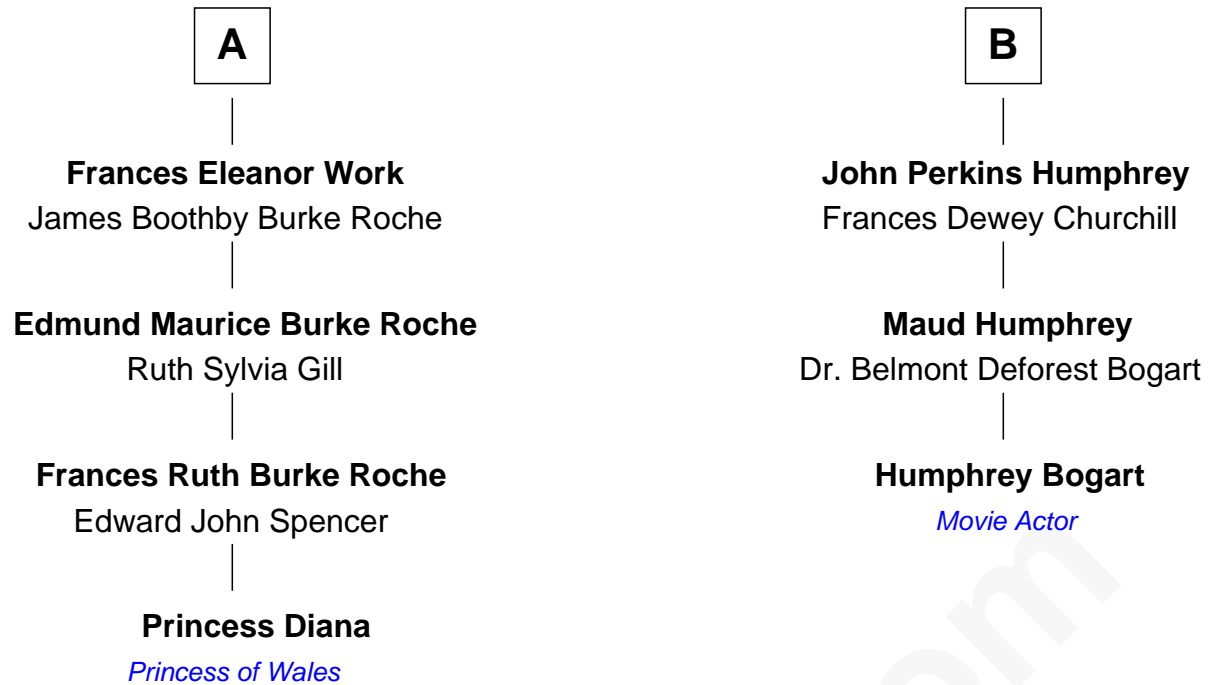 A
Frances Eleanor Work
James Boothby Burke Roche
Edmund Maurice Burke Roche
Ruth Sylvia Gill
Frances Ruth Burke Roche
Edward John Spencer
Princess Diana
Princess of Wales
B
John Perkins Humphrey
Frances Dewey Churchill
Maud Humphrey
Dr. Belmont Deforest Bogart
Humphrey Bogart
Movie Actor
om